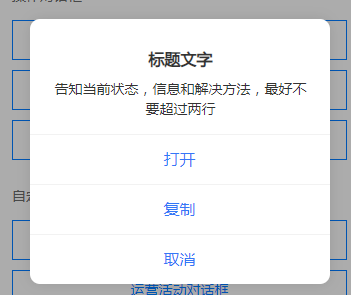 标题文字
告知当前状态，信息和解决方法，最好不
要超过两行
打开
复制
取消
运营活动对话框